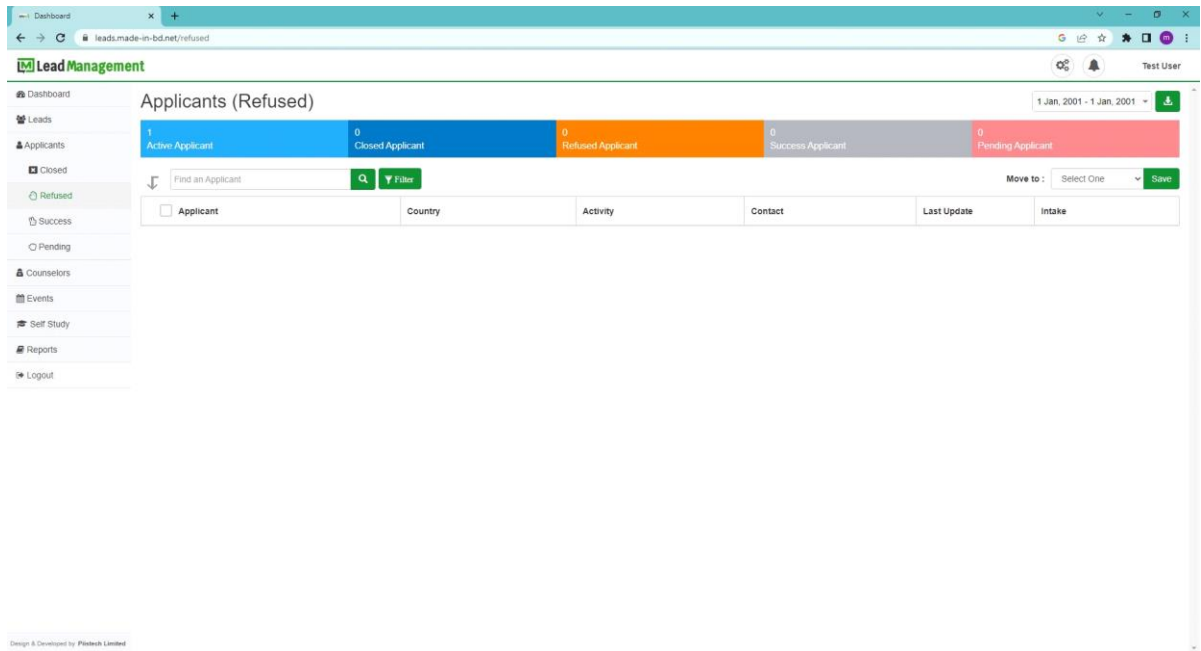 Dashboard
leads.made-in-bd.net/refused
m
LM Lead Management
Test User
Dashboard
Leads
Applicants
Closed
Refused
Success
Pending
Counselors
Events
Self Study
Reports
Logout
Applicants (Refused)
1 Jan, 2001 - 1 Jan, 2001
1 0 0 0 0
Active Applicant Closed Applicant Refused Applicant Success Applicant Pending Applicant
Find an Applicant Filter Move to : Select One Save
Applicant Country Activity Contact Last Update Intake
Design & Developed by Pilotech Limited